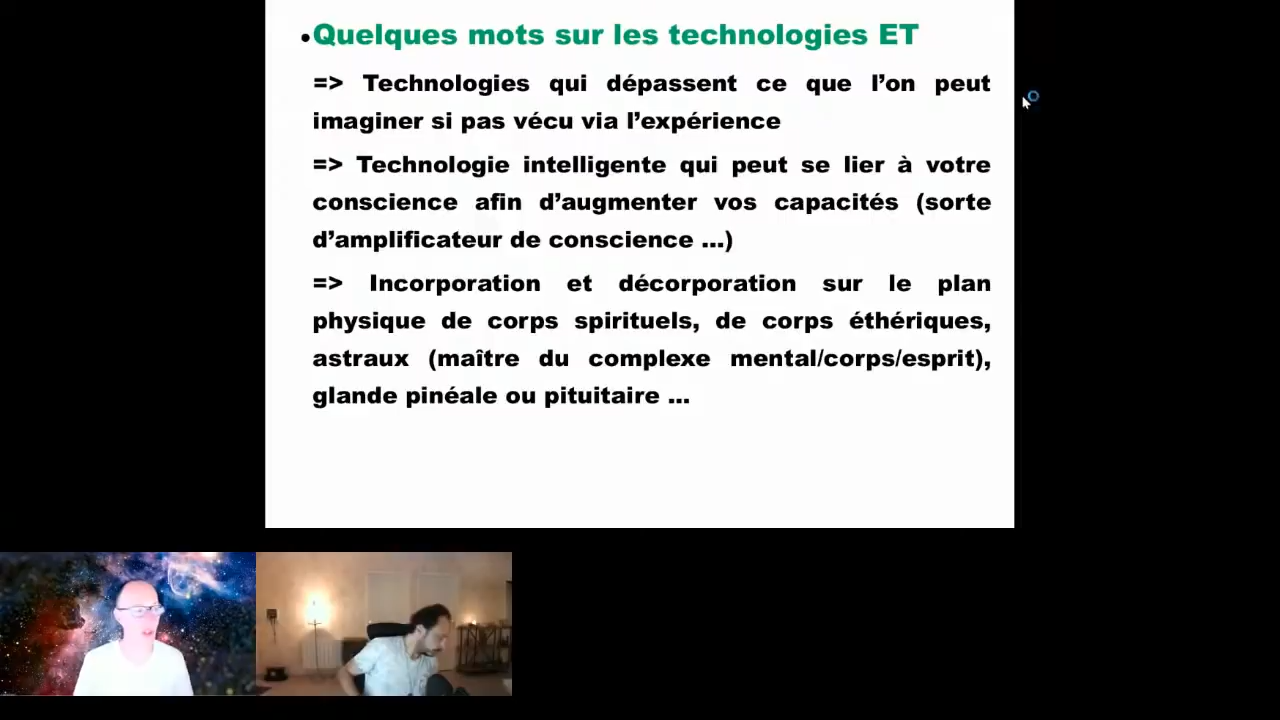 •Quelques mots sur les technologies ET
=> Technologies qui dépassent ce que l’on peut
imaginer si pas vécu via l’expérience
=> Technologie intelligente qui peut se lier à votre
conscience afin d’augmenter vos capacités (sorte
d’amplificateur de conscience ...)
=> Incorporation et décorporation sur le plan
physique de corps spirituels, de corps éthériques,
astraux (maître du complexe mental/corps/esprit),
glande pinéale ou pituitaire ...